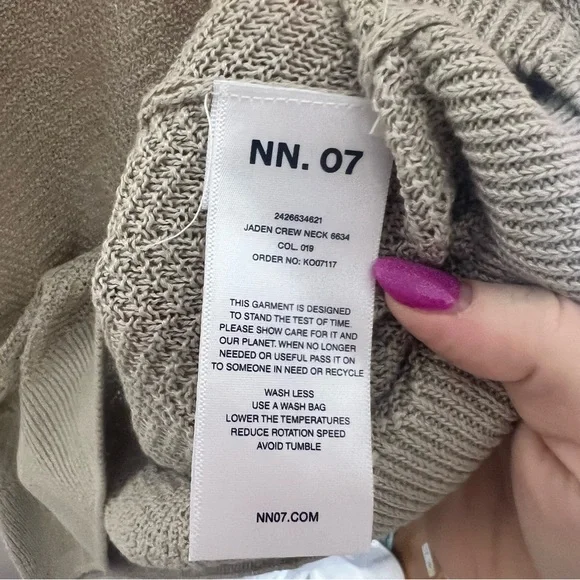 NN. 07
2426634621
JADEN CREW NECK 6634
COL. 019
ORDER NO: KO07117
THIS GARMENT IS DESIGNED
TO STAND THE TEST OF TIME.
PLEASE SHOW CARE FOR IT AND
OUR PLANET. WHEN NO LONGER
NEEDED OR USEFUL PASS IT ON
TO SOMEONE IN NEED OR RECYCLE
WASH LESS
USE A WASH BAG
LOWER THE TEMPERATURES
REDUCE ROTATION SPEED
AVOID TUMBLE
NN07.COM